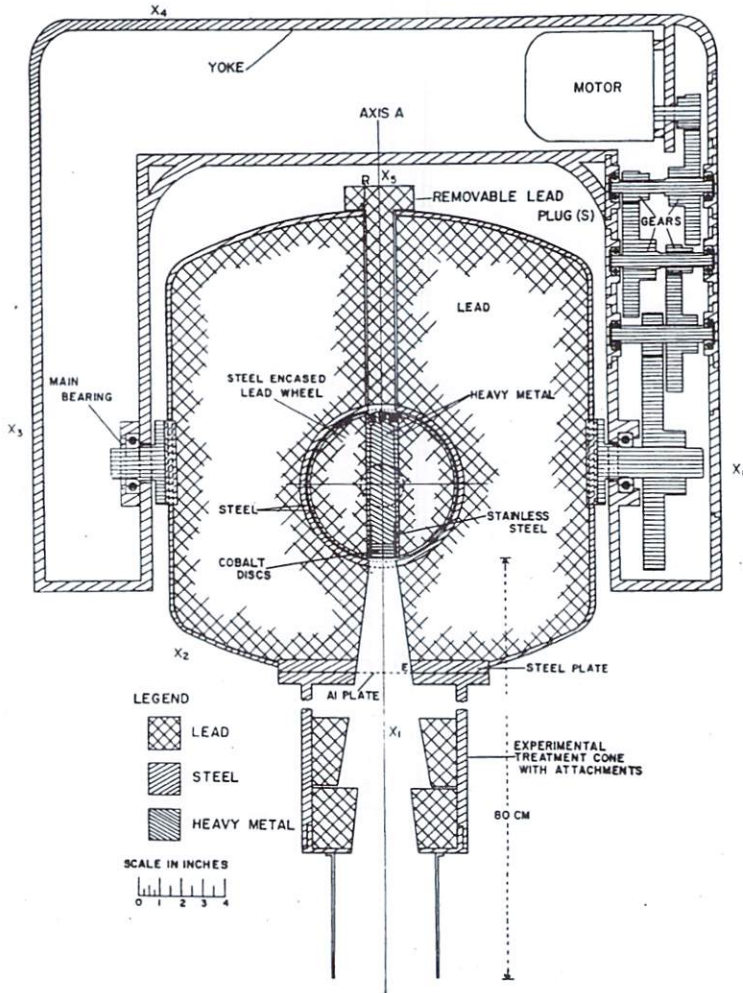 X₄
YOKE
MOTOR
AXIS A
R
X₅
REMOVABLE LEAD
PLUG (S)
GEARS
LEAD
STEEL ENCASED
LEAD WHEEL
HEAVY METAL
MAIN
BEARING
X₃
STEEL
STAINLESS
STEEL
COBALT
DISCS
X₂
E
STEEL PLATE
Al PLATE
X₁
LEGEND
LEAD
STEEL
HEAVY METAL
EXPERIMENTAL
TREATMENT CONE
WITH ATTACHMENTS
80 CM
SCALE IN INCHES
0 1 2 3 4